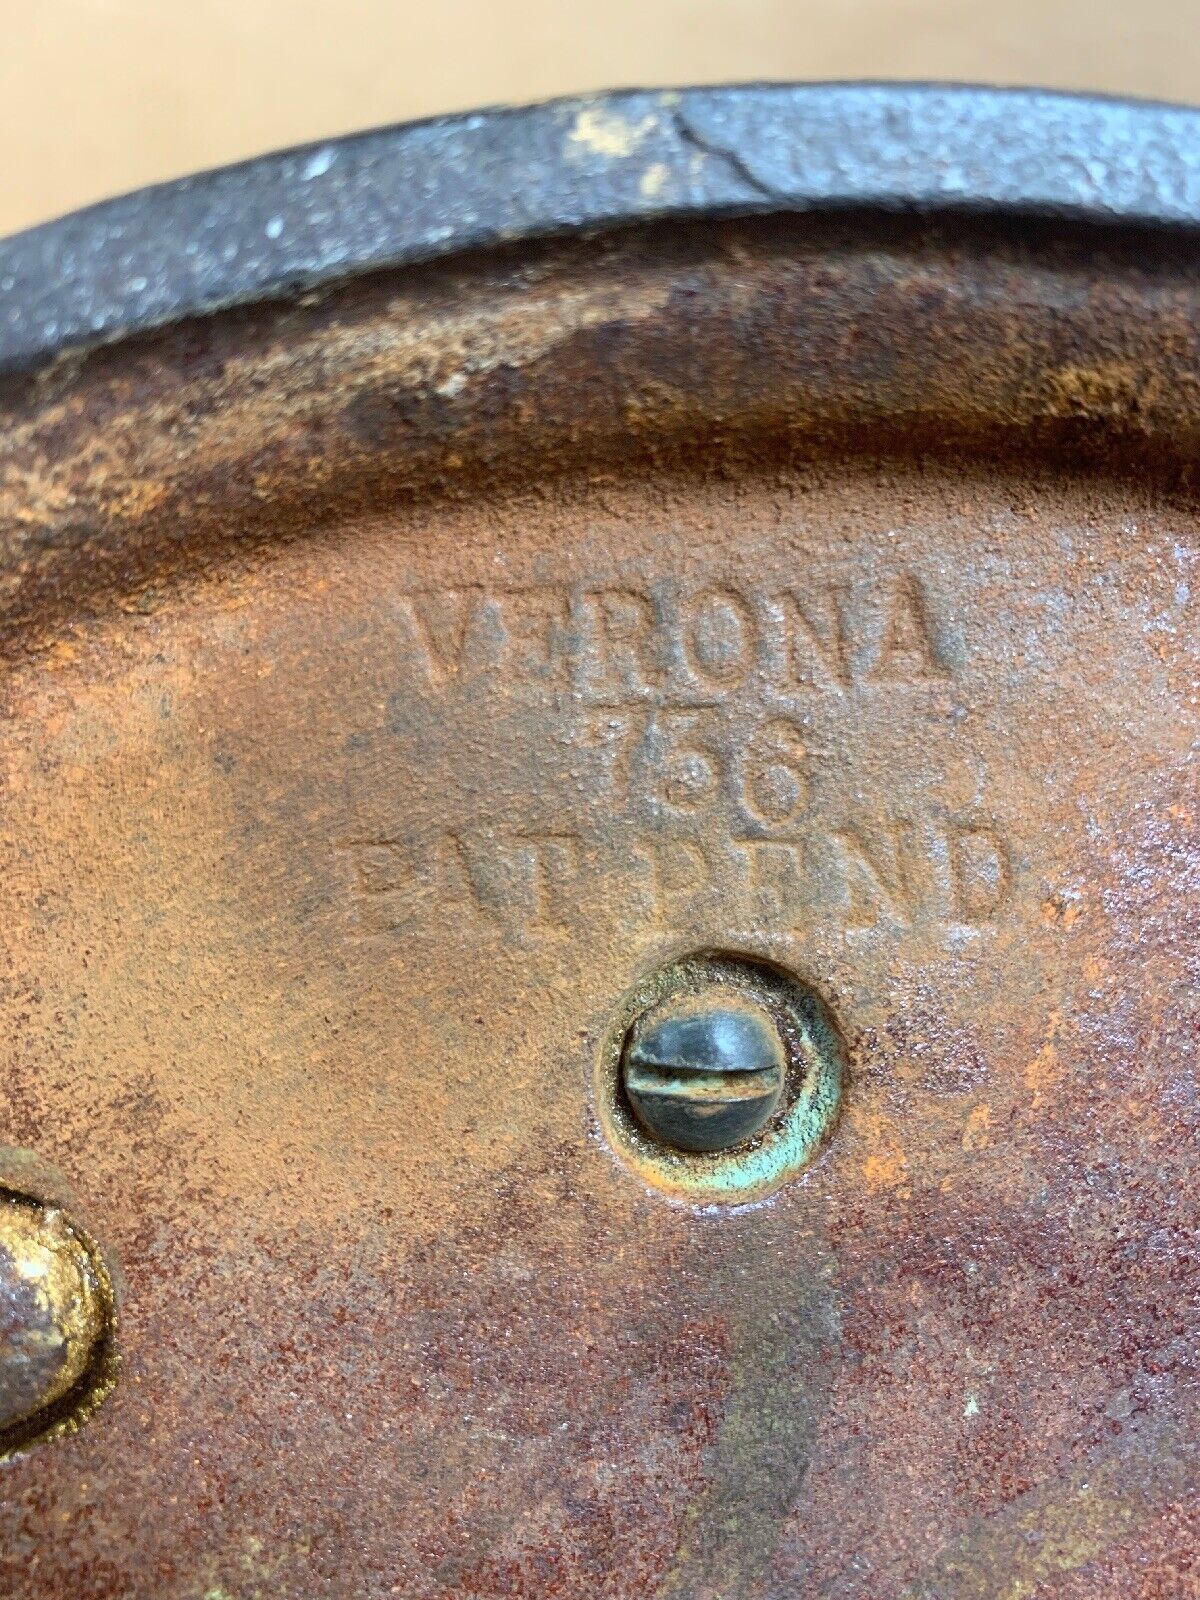 VERONA
736
PAT PEND